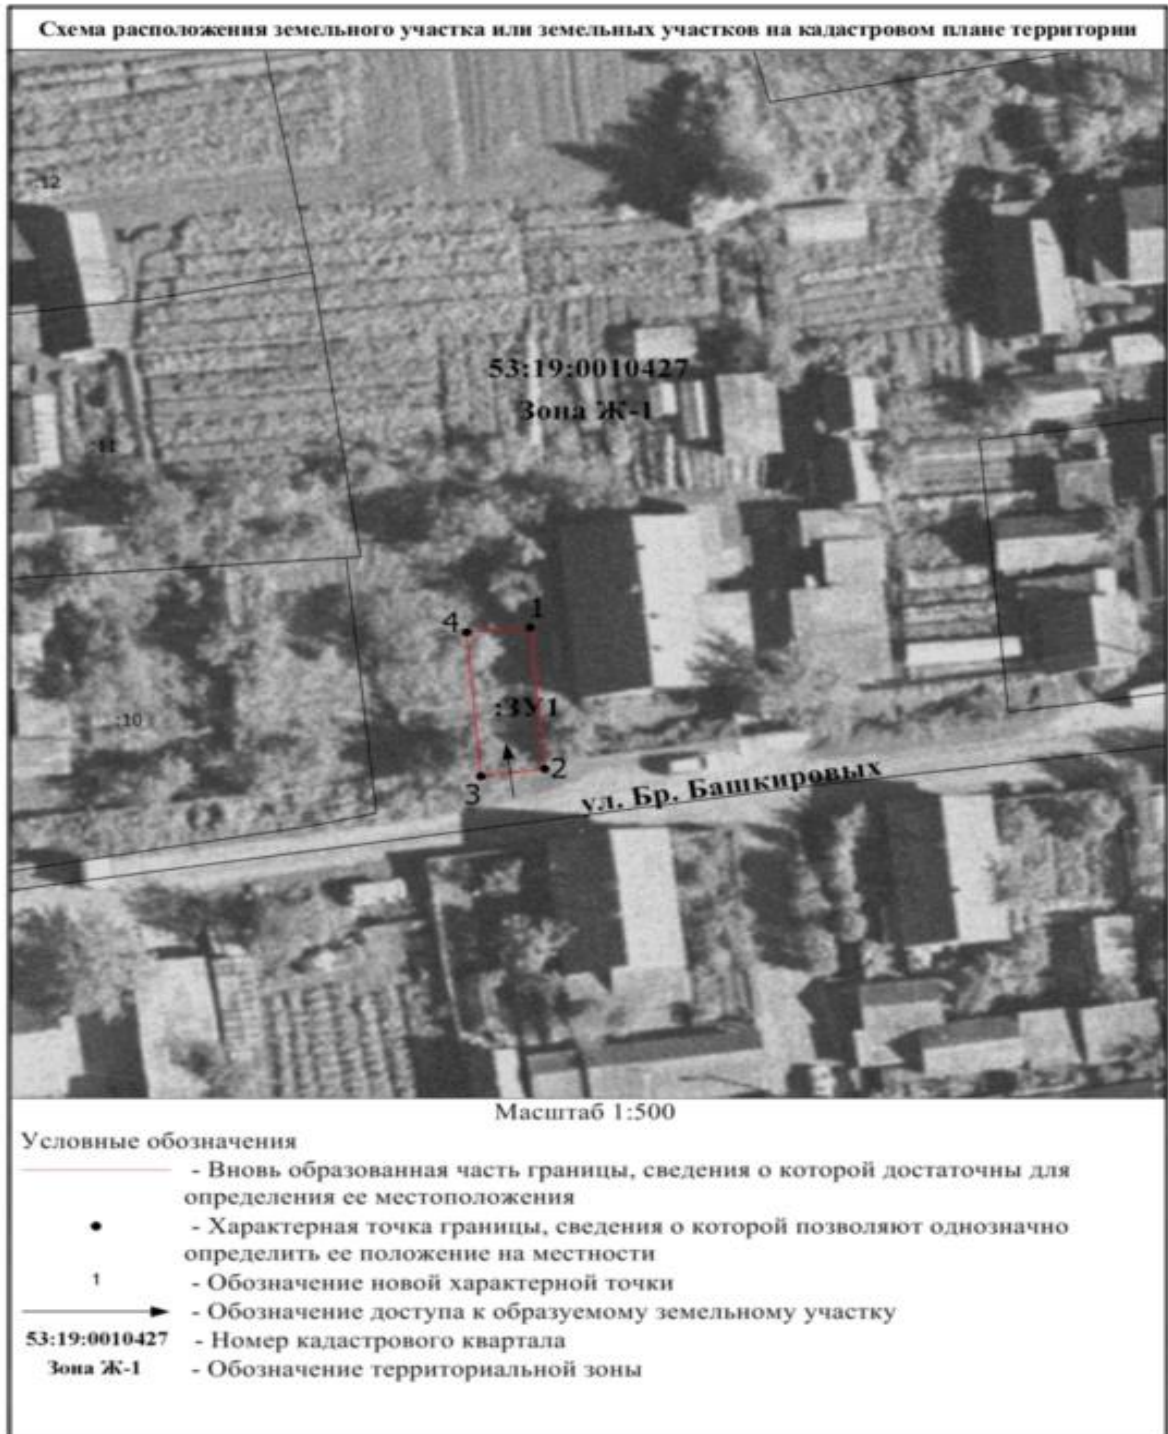 Схема расположения земельного участка или земельных участков на кадастровом плане территории
:12
53:19:0010427
Зона Ж-1
:11
4
1
:ЗУ1
:10
2
3
ул. Бр. Башкировых
Масштаб 1:500
Условные обозначения
- Вновь образованная часть границы, сведения о которой достаточны для
определения ее местоположения
- Характерная точка границы, сведения о которой позволяют однозначно
определить ее положение на местности
1 - Обозначение новой характерной точки
- Обозначение доступа к образуемому земельному участку
53:19:0010427 - Номер кадастрового квартала
Зона Ж-1 - Обозначение территориальной зоны